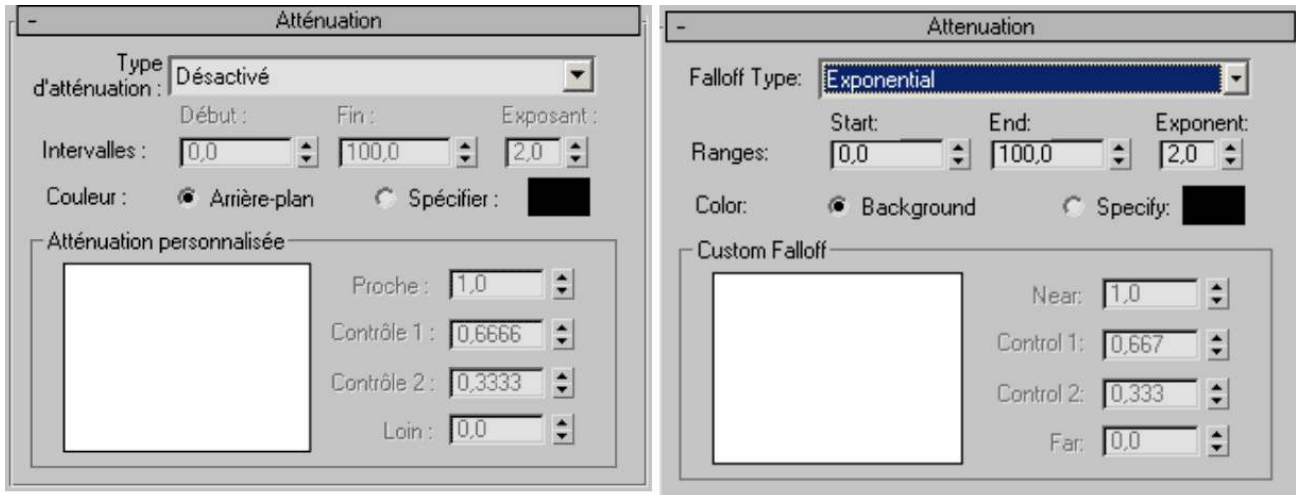 - Atténuation
Type
d'atténuation : Désactivé
Début : Fin : Exposant :
Intervalles : 0,0 100,0 2,0
Couleur : Arrière-plan Spécifier :
Atténuation personnalisée
Proche : 1,0
Contrôle 1 : 0,6666
Contrôle 2 : 0,3333
Loin : 0,0
- Attenuation
Falloff Type: Exponential
Start: End: Exponent:
Ranges: 0,0 100,0 2,0
Color: Background Specify:
Custom Falloff
Near: 1,0
Control 1: 0,667
Control 2: 0,333
Far: 0,0